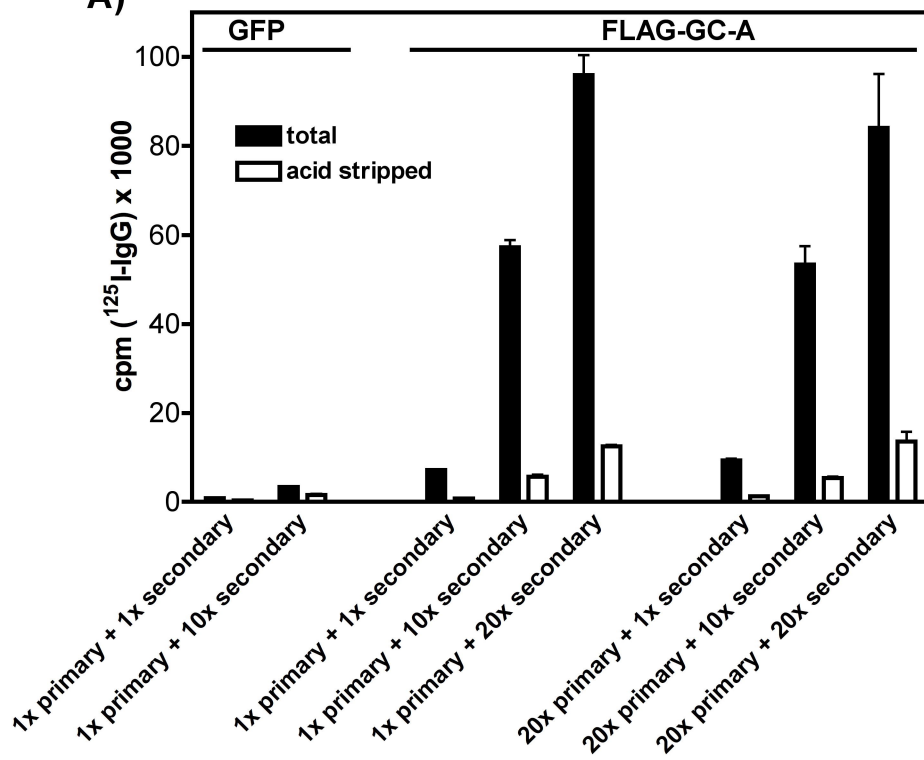 A)
GFP
FLAG-GC-A
total
acid stripped
cpm (125I-IgG) x 1000
100
80
60
40
20
0
1x primary + 1x secondary
1x primary + 10x secondary
1x primary + 1x secondary
1x primary + 10x secondary
1x primary + 20x secondary
20x primary + 1x secondary
20x primary + 10x secondary
20x primary + 20x secondary